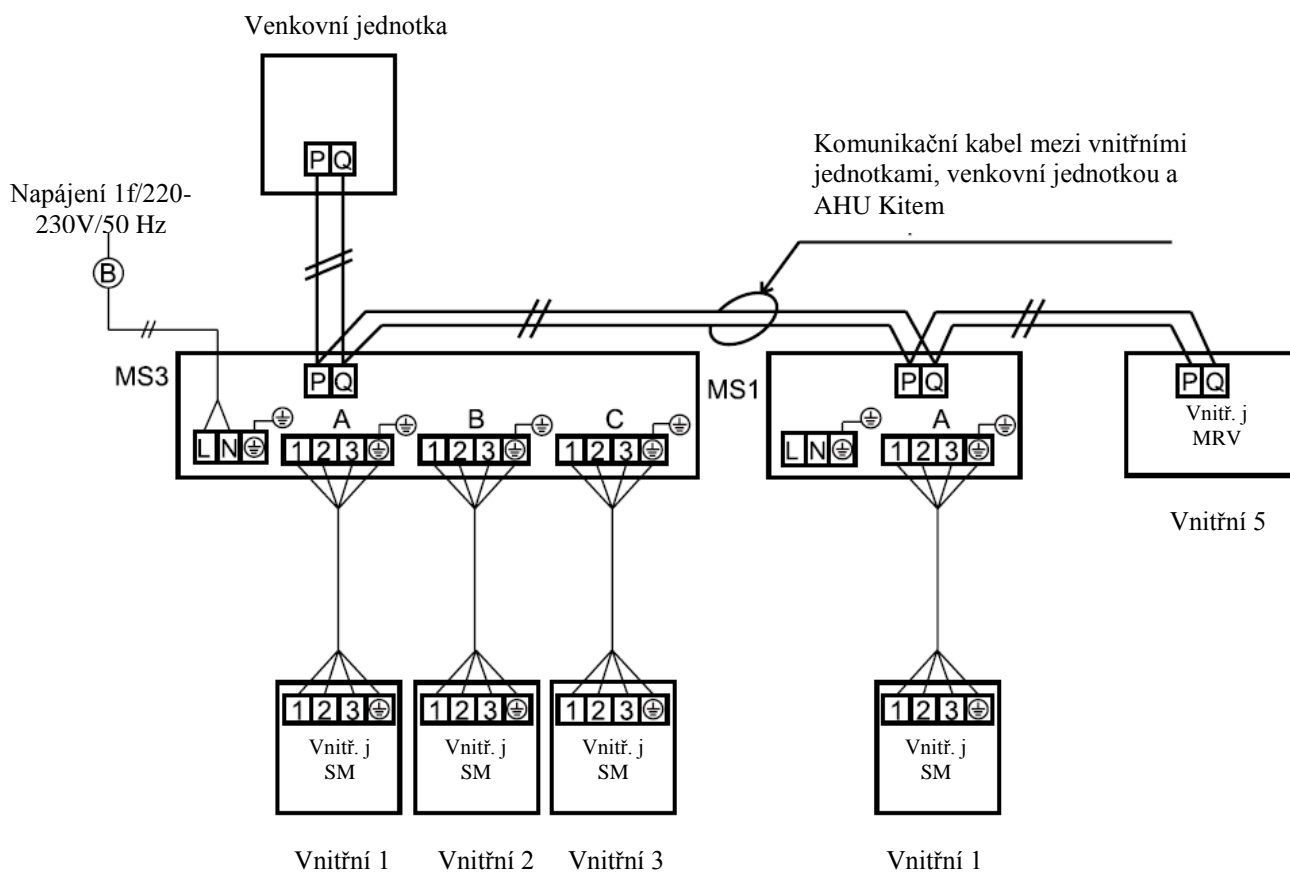 Venkovní jednotka
P Q
Komunikační kabel mezi vnitřními
jednotkami, venkovní jednotkou a
AHU Kitem
Napájení 1f/220-
230V/50 Hz
B
MS3
P Q
A
B
C
L N
1 2 3
1 2 3
1 2 3
MS1
P Q
A
L N
1 2 3
P Q
Vnitř. j
MRV
Vnitřní 5
1 2 3
Vnitř. j
SM
1 2 3
Vnitř. j
SM
1 2 3
Vnitř. j
SM
1 2 3
Vnitř. j
SM
Vnitřní 1
Vnitřní 2
Vnitřní 3
Vnitřní 1